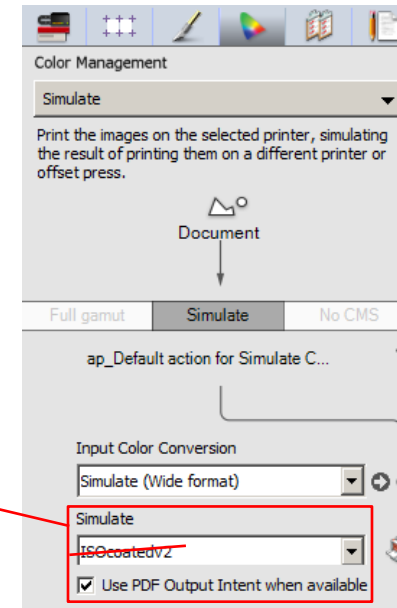 Color Management
Simulate
Print the images on the selected printer, simulating
the result of printing them on a different printer or
offset press.
Document
Full gamut
Simulate
No CMS
ap_Default action for Simulate C...
Input Color Conversion
Simulate (Wide format)
Simulate
ISOcoatedv2
Use PDF Output Intent when available